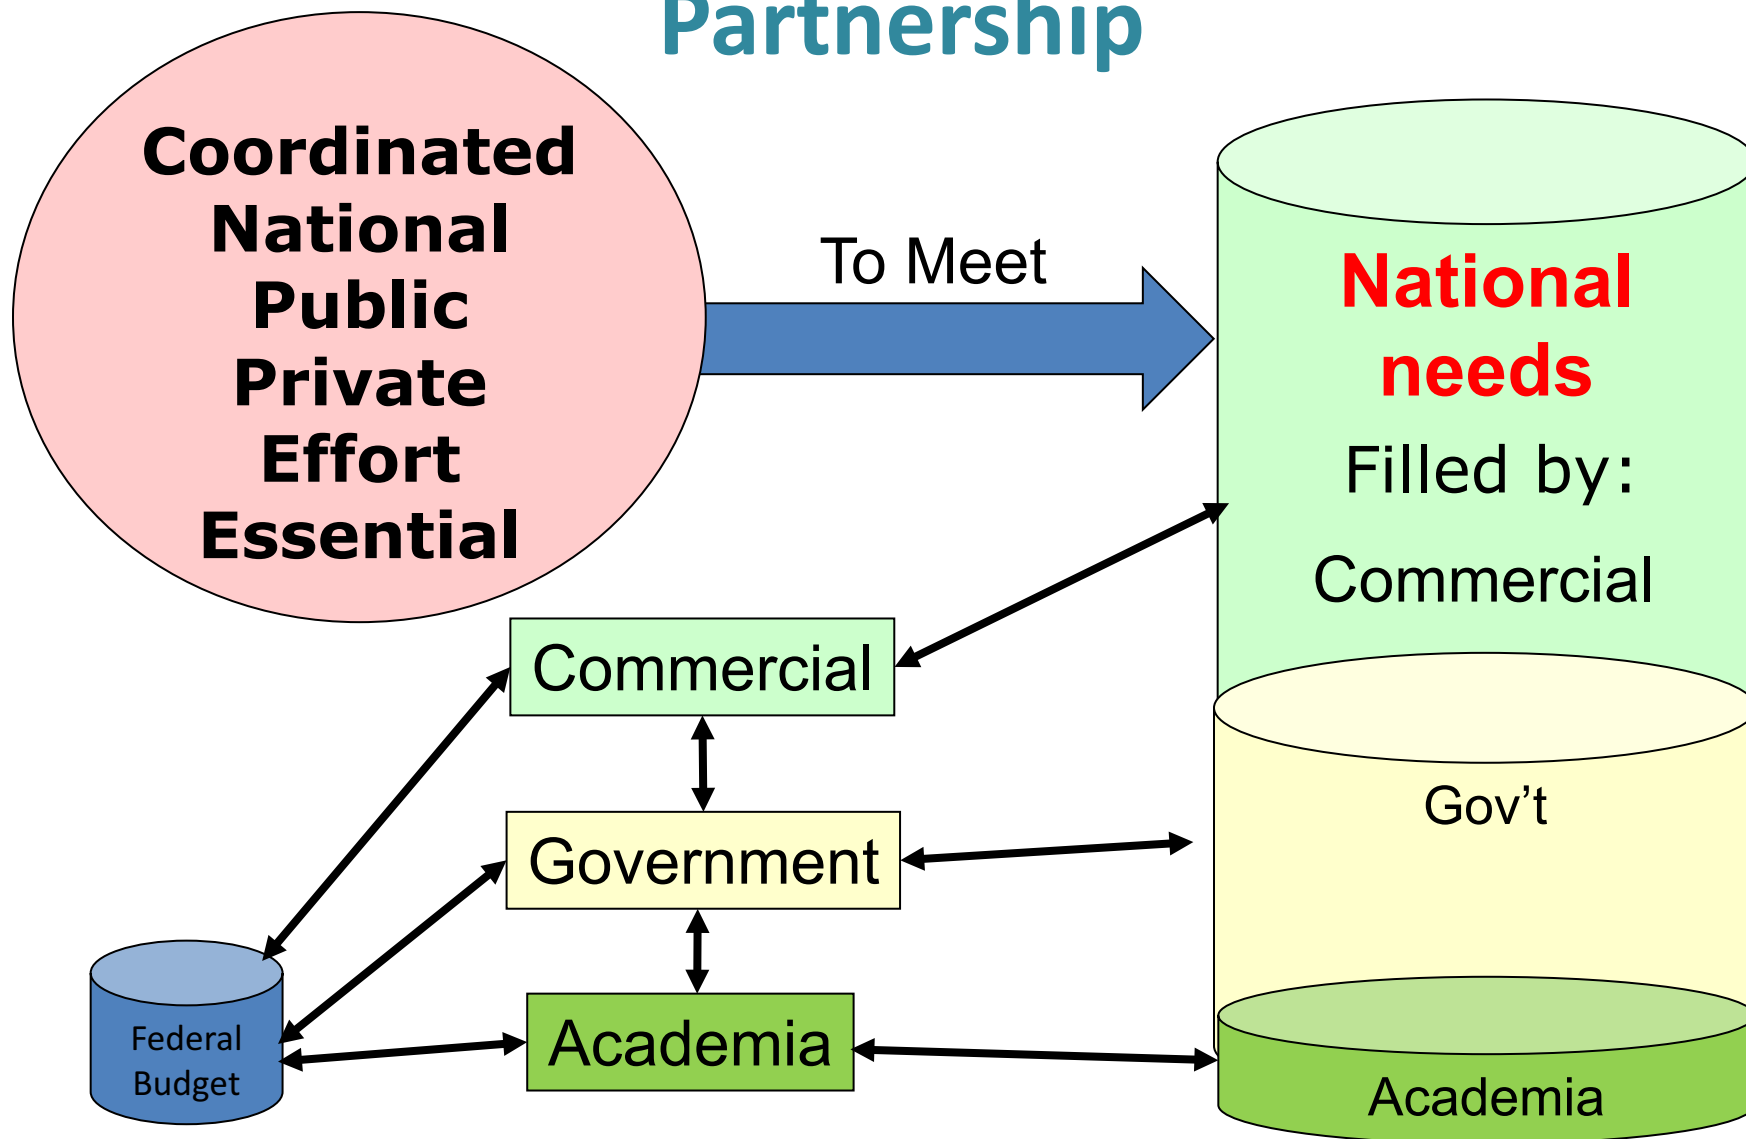 Partnership
Coordinated
National
Public
Private
Effort
Essential
To Meet
National
needs
Filled by:
Commercial
Commercial
Government
Gov’t
Academia
Federal
Budget
Academia